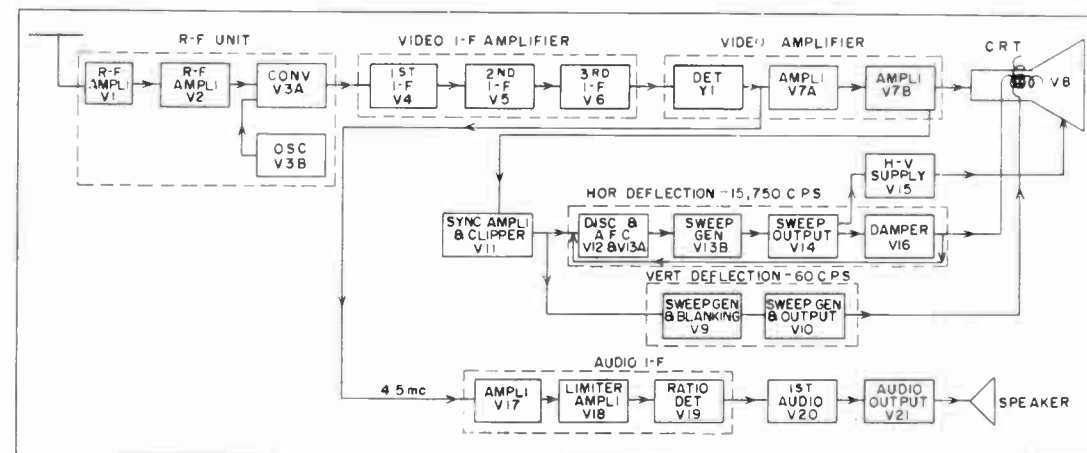 R-F UNIT
R-F
AMPLI
V1
R-F
AMPLI
V2
CONV
V3A
OSC
V3B
VIDEO I-F AMPLIFIER
1ST
I-F
V4
2ND
I-F
V5
3RD
I-F
V6
VIDEO AMPLIFIER
DET
Y1
AMPLI
V7A
AMPLI
V7B
CRT
V8
H-V
SUPPLY
V15
HOR DEFLECTION-15,750 CPS
SYNC AMPLI
& CLIPPER
V11
DISC &
AFC
V12 & V13A
SWEEP
GEN
V13B
SWEEP
OUTPUT
V14
DAMPER
V16
VERT DEFLECTION-60 CPS
SWEEP GEN
& BLANKING
V9
SWEEP GEN
& OUTPUT
V10
AUDIO I-F
4.5mc
AMPLI
V17
LIMITER
AMPLI
V18
RATIO
DET
V19
1ST
AUDIO
V20
AUDIO
OUTPUT
V21
SPEAKER